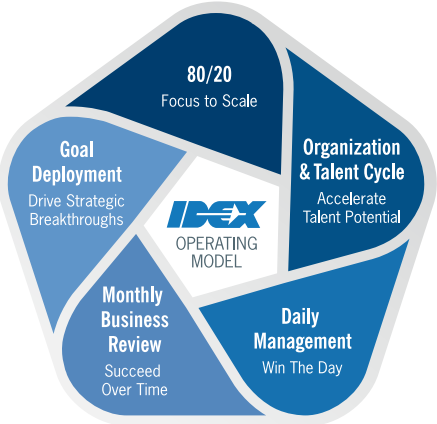 80/20
Focus to Scale
Organization
& Talent Cycle
Accelerate
Talent Potential
Daily
Management
Win The Day
Monthly
Business
Review
Succeed
Over Time
Goal
Deployment
Drive Strategic
Breakthroughs
IDEX
OPERATING
MODEL